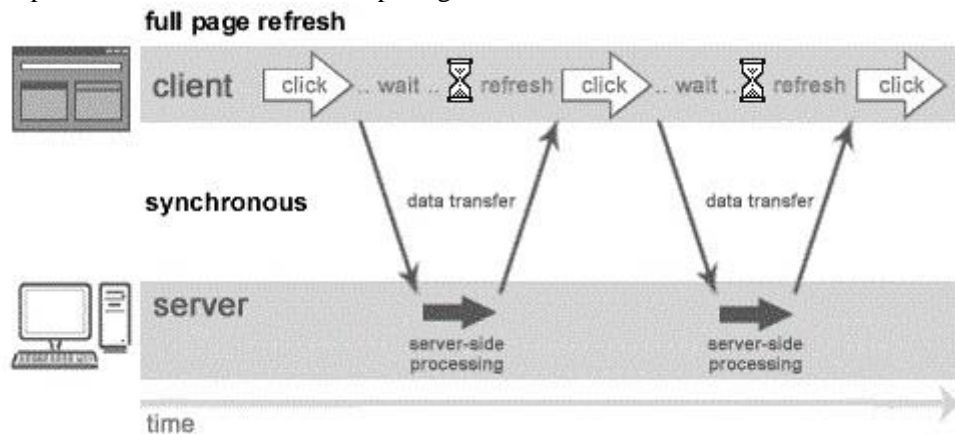 full page refresh
client click .. wait .. refresh click .. wait .. refresh click
synchronous data transfer data transfer
server
server-side processing server-side processing
time